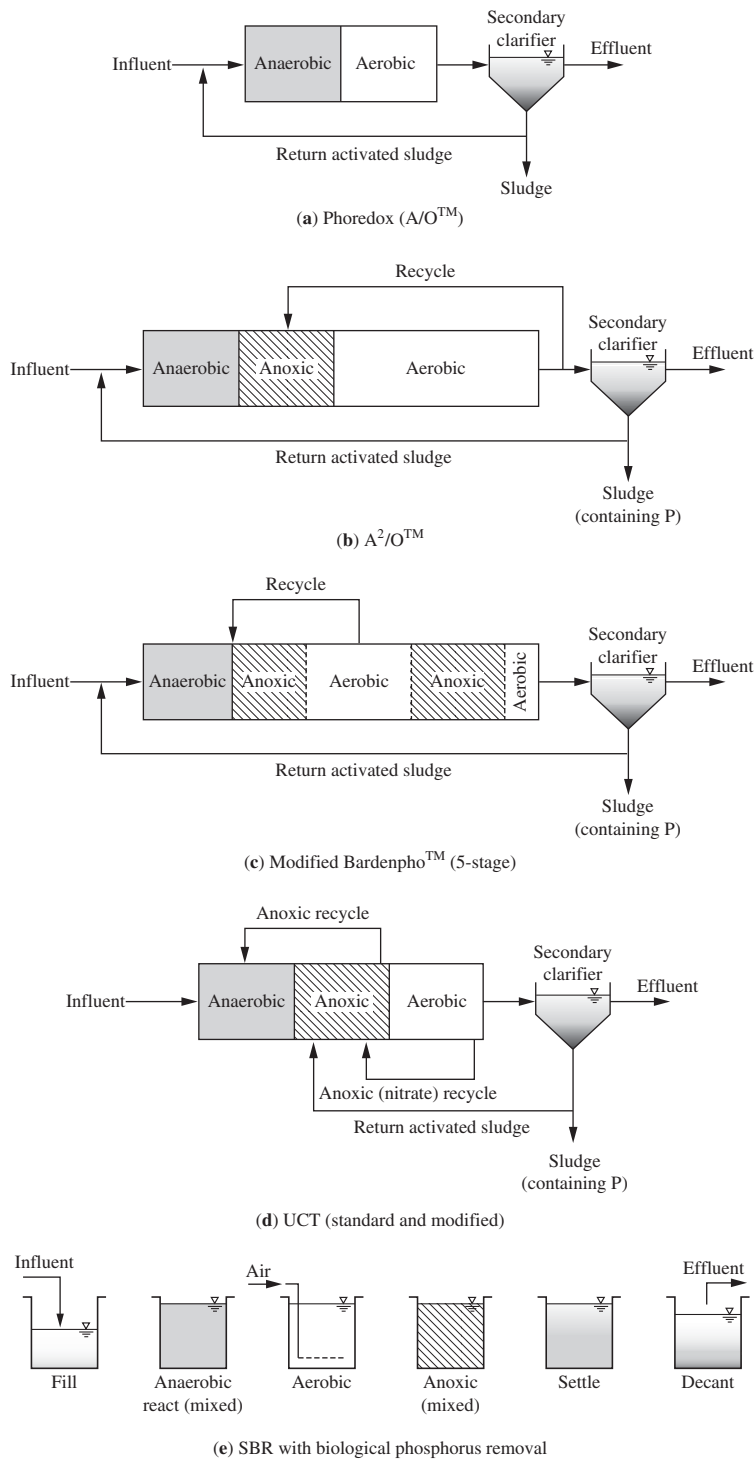 Secondary
clarifier
Influent
Anaerobic
Aerobic
Effluent
Return activated sludge
Sludge
(a) Phoredox (A/O™)
Recycle
Secondary
clarifier
Influent
Anaerobic
Anoxic
Aerobic
Effluent
Return activated sludge
Sludge
(containing P)
(b) A²/O™
Recycle
Secondary
clarifier
Influent
Anaerobic
Anoxic
Aerobic
Anoxic
Aerobic
Effluent
Return activated sludge
Sludge
(containing P)
(c) Modified Bardenpho™ (5-stage)
Anoxic recycle
Secondary
clarifier
Influent
Anaerobic
Anoxic
Aerobic
Effluent
Anoxic (nitrate) recycle
Return activated sludge
Sludge
(containing P)
(d) UCT (standard and modified)
Influent
Air
Effluent
Fill
Anaerobic
react (mixed)
Aerobic
Anoxic
(mixed)
Settle
Decant
(e) SBR with biological phosphorus removal